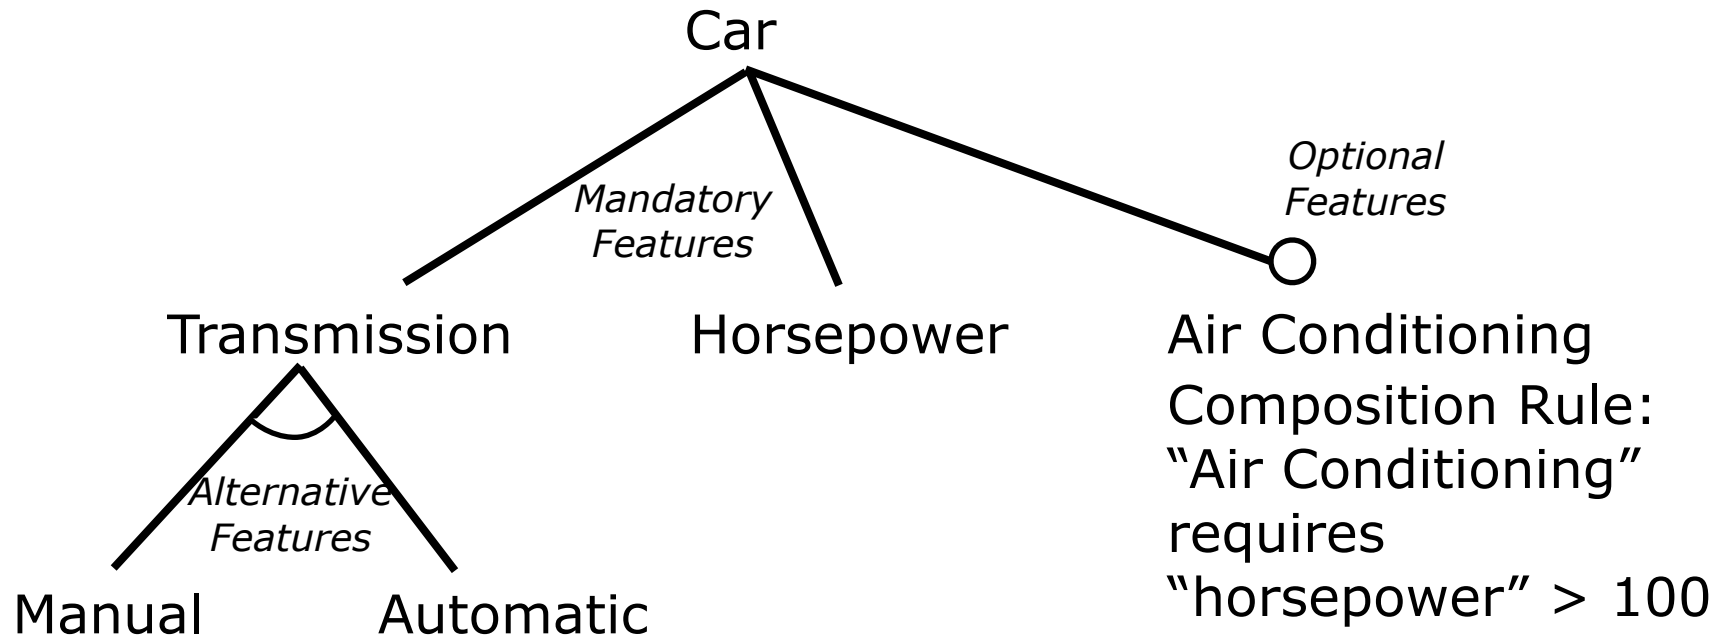 Car
Optional
Features
Mandatory
Features
Transmission
Horsepower
Air Conditioning
Composition Rule:
“Air Conditioning”
requires
“horsepower” > 100
Alternative
Features
Manual
Automatic